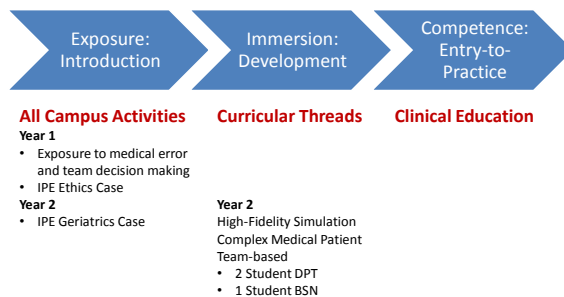 Exposure:
Introduction
Immersion:
Development
Competence:
Entry-to-
Practice
All Campus Activities
Year 1
• Exposure to medical error
and team decision making
• IPE Ethics Case
Year 2
• IPE Geriatrics Case
Curricular Threads
Year 2
High-Fidelity Simulation
Complex Medical Patient
Team-based
• 2 Student DPT
• 1 Student BSN
Clinical Education